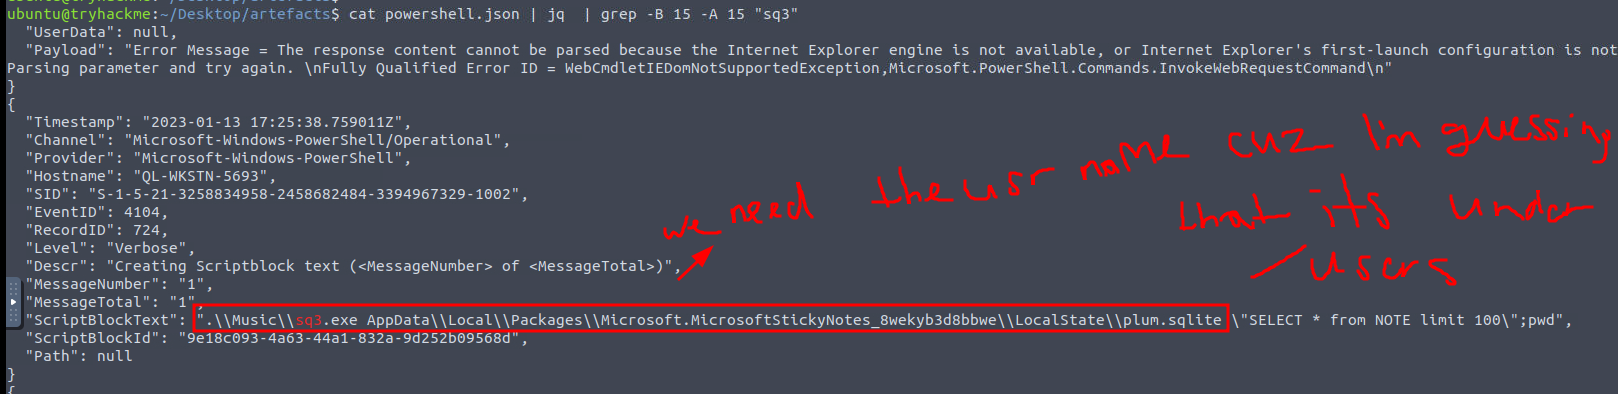 ubuntu@tryhackme:~/Desktop/artefacts$
ubuntu@tryhackme:~/Desktop/artefacts$ cat powershell.json | jq  | grep -B 15 -A 15 "sq3"
  "UserData": null,
  "Payload": "Error Message = The response content cannot be parsed because the Internet Explorer engine is not available, or Internet Explorer's first-launch configuration is not
Parsing parameter and try again. \nFully Qualified Error ID = WebCmdletIEDomNotSupportedException,Microsoft.PowerShell.Commands.InvokeWebRequestCommand\n"
}
{
  "Timestamp": "2023-01-13 17:25:38.759011Z",
  "Channel": "Microsoft-Windows-PowerShell/Operational",
  "Provider": "Microsoft-Windows-PowerShell",
  "Hostname": "QL-WKSTN-5693",
  "SID": "S-1-5-21-3258834958-2458682484-3394967329-1002",
  "EventID": 4104,
  "RecordID": 724,
  "Level": "Verbose",
  "Descr": "Creating Scriptblock text (<MessageNumber> of <MessageTotal>)",
  "MessageNumber": "1",
  "MessageTotal": "1",
  "ScriptBlockText": ".\\Music\\sq3.exe AppData\\Local\\Packages\\Microsoft.MicrosoftStickyNotes_8wekyb3d8bbwe\\LocalState\\plum.sqlite \"SELECT * from NOTE limit 100\";pwd",
  "ScriptBlockId": "9e18c093-4a63-44a1-832a-9d252b09568d",
  "Path": null
}
{
we need the usr name cuz I'm guessing
that its under
users